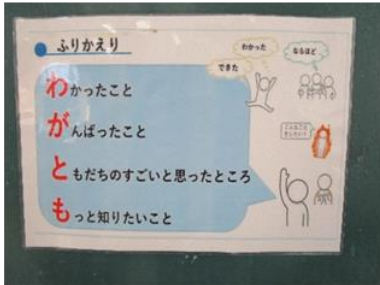 ふりかえり
わかった
なるほど
できた
わかったこと
がんばったこと
ともだちのすごいと思ったところ
もっと知りたいこと